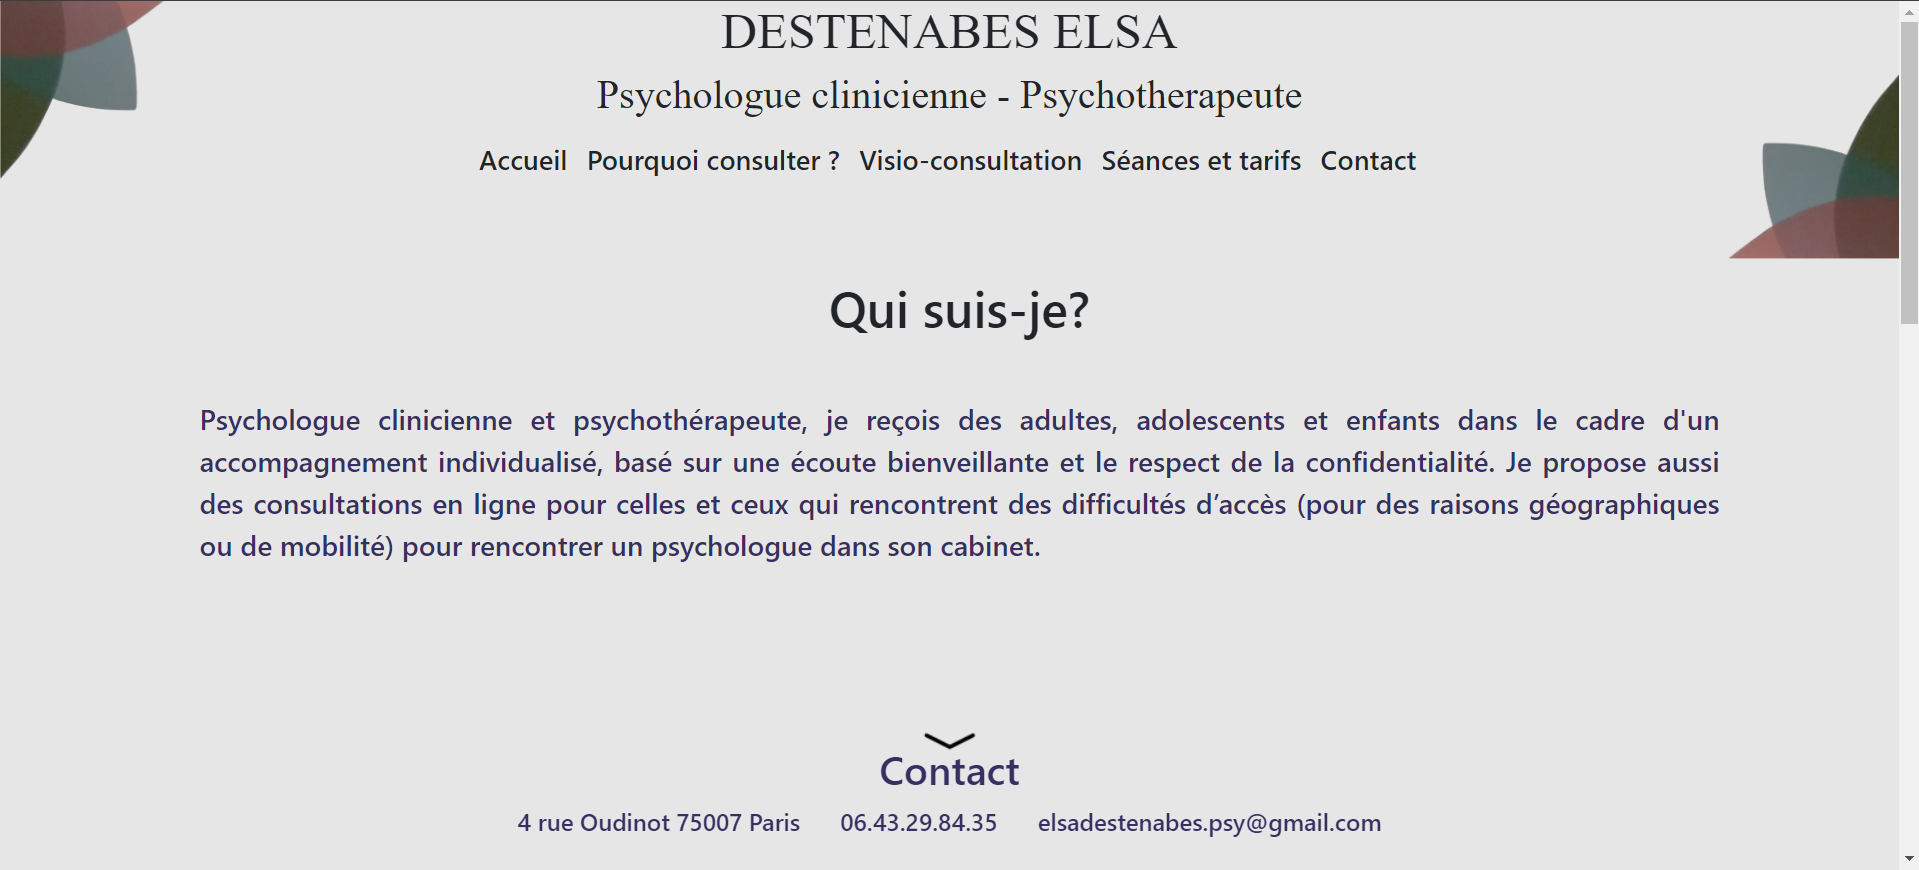 DESTENABES ELSA
Psychologue clinicienne - Psychotherapeute
Accueil Pourquoi consulter ? Visio-consultation Séances et tarifs Contact
Qui suis-je?
Psychologue clinicienne et psychothérapeute, je reçois des adultes, adolescents et enfants dans le cadre d'un
accompagnement individualisé, basé sur une écoute bienveillante et le respect de la confidentialité. Je propose aussi
des consultations en ligne pour celles et ceux qui rencontrent des difficultés d’accès (pour des raisons géographiques
ou de mobilité) pour rencontrer un psychologue dans son cabinet.
Contact
4 rue Oudinot 75007 Paris 06.43.29.84.35 elsadestenabes.psy@gmail.com